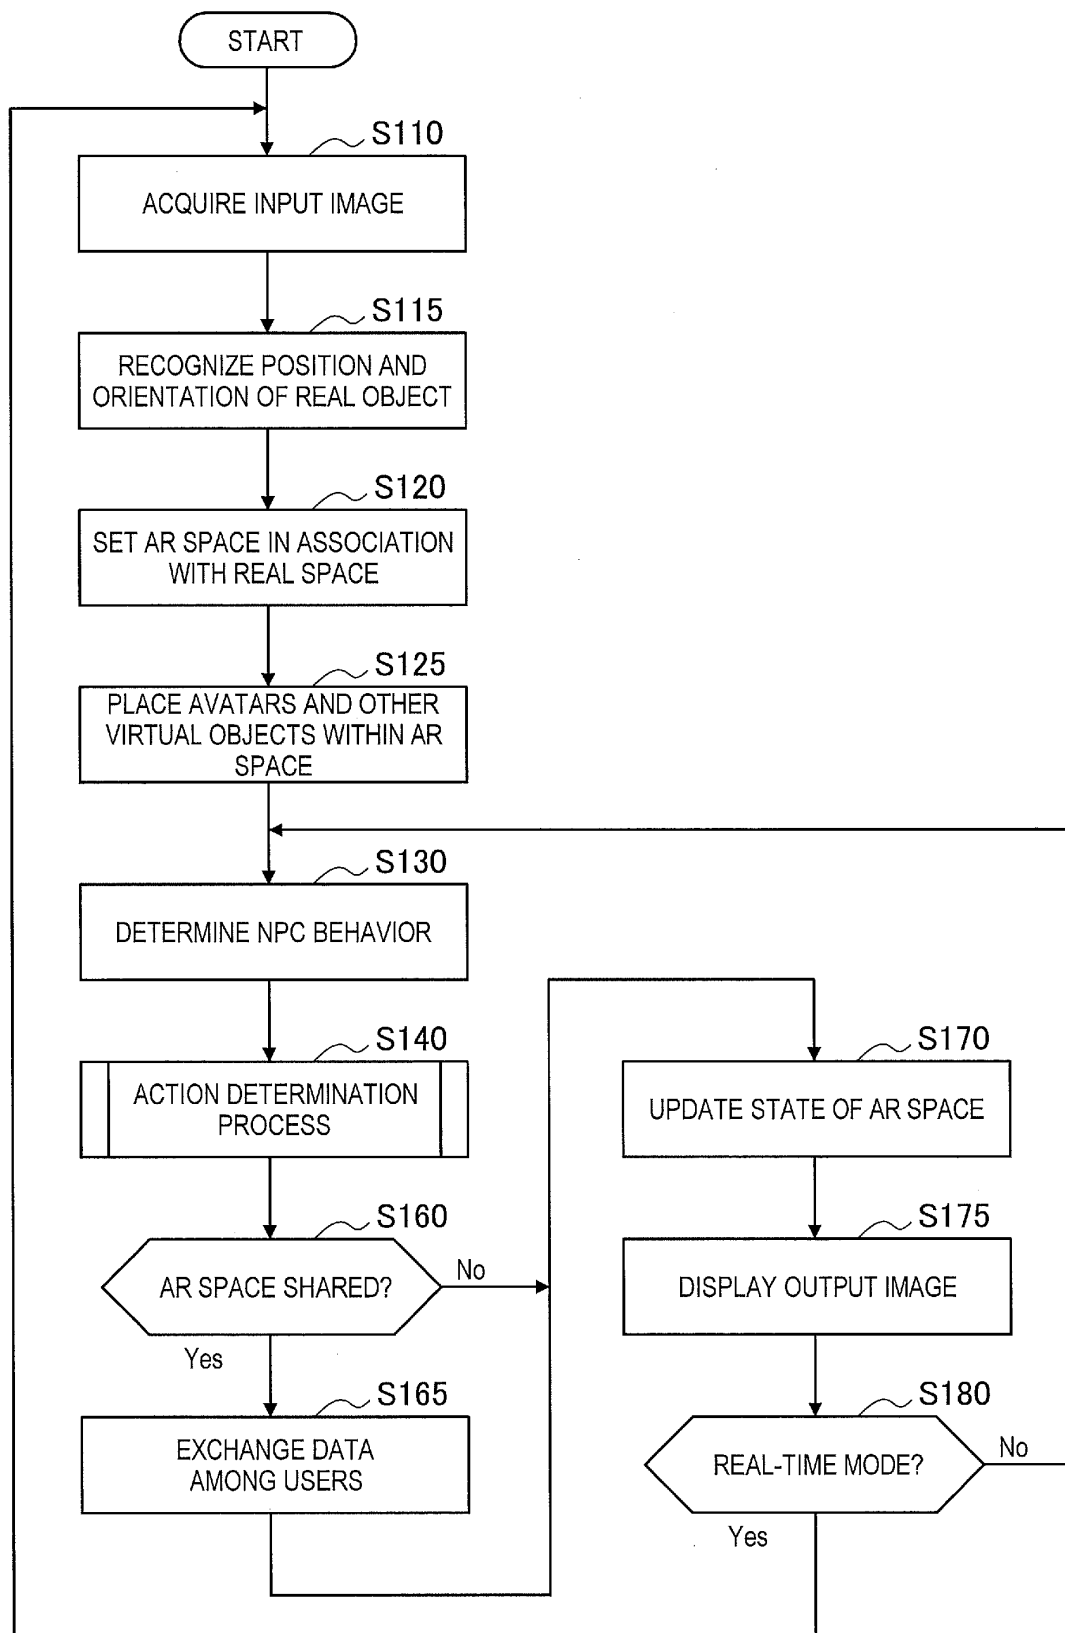 START
S110
ACQUIRE INPUT IMAGE
S115
RECOGNIZE POSITION AND
ORIENTATION OF REAL OBJECT
S120
SET AR SPACE IN ASSOCIATION
WITH REAL SPACE
S125
PLACE AVATARS AND OTHER
VIRTUAL OBJECTS WITHIN AR
SPACE
S130
DETERMINE NPC BEHAVIOR
S140
ACTION DETERMINATION
PROCESS
S160
AR SPACE SHARED?
No
Yes
S165
EXCHANGE DATA
AMONG USERS
S170
UPDATE STATE OF AR SPACE
S175
DISPLAY OUTPUT IMAGE
S180
REAL-TIME MODE?
No
Yes